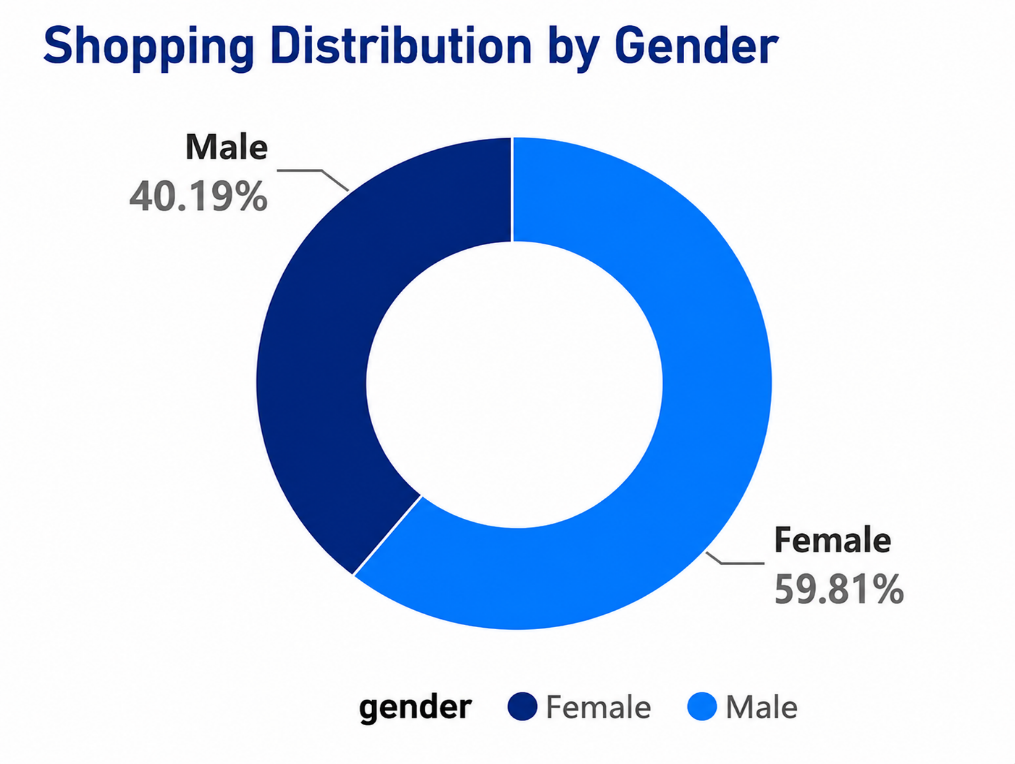 Shopping Distribution by Gender
Male
40.19%
Female
59.81%
gender Female Male